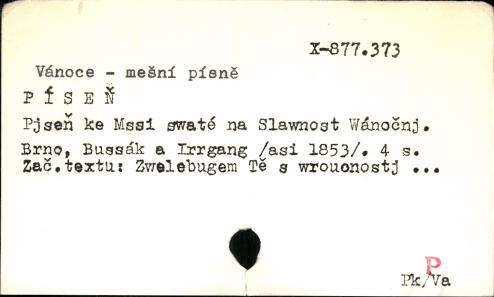 X-877.373
Vánoce - mešní písně
P Í S E Ň
Pjseň ke Mssi swaté na Slawnost Wánočnj.
Brno, Bussák a Irrgang /asi 1853/. 4 s.
Zač.textu: Zwelebugem Tě s wrouonostj ...
P
Pk/Va